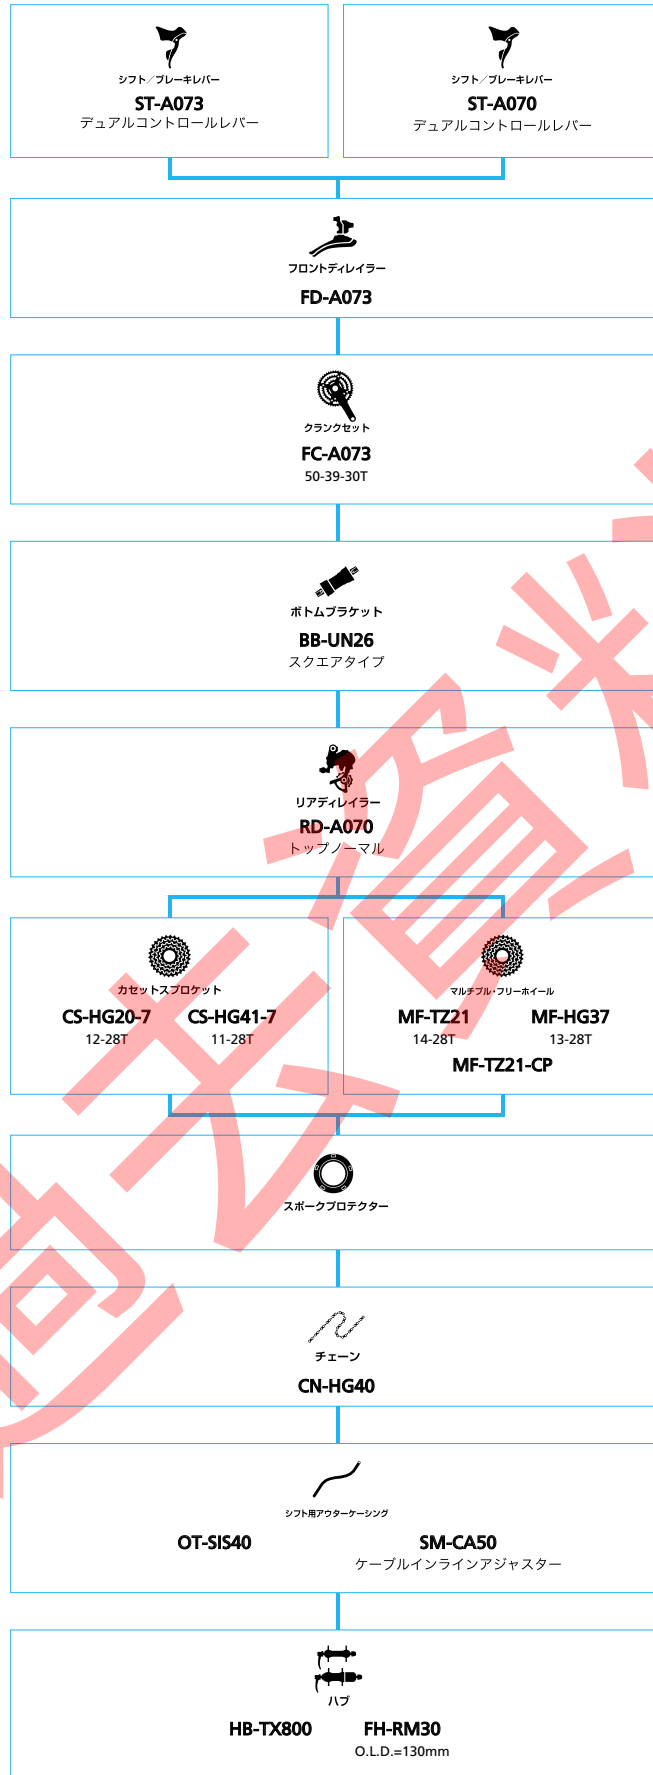 シフト／ブレーキレバー
ST-A073
デュアルコントロールレバー
シフト／ブレーキレバー
ST-A070
デュアルコントロールレバー
フロントディレイラー
FD-A073
クランクセット
FC-A073
50-39-30T
ボトムブラケット
BB-UN26
スクエアタイプ
リアディレイラー
RD-A070
トップノーマル
カセットスプロケット
CS-HG20-7 CS-HG41-7
12-28T 11-28T
マルチプル・フリーホイール
MF-TZ21 MF-HG37
14-28T 13-28T
MF-TZ21-CP
スポークプロテクター
チェーン
CN-HG40
シフト用アウターケーシング
OT-SIS40 SM-CA50
ケーブルインラインアジャスター
ハブ
HB-TX800 FH-RM30
O.L.D.=130mm
過去資料